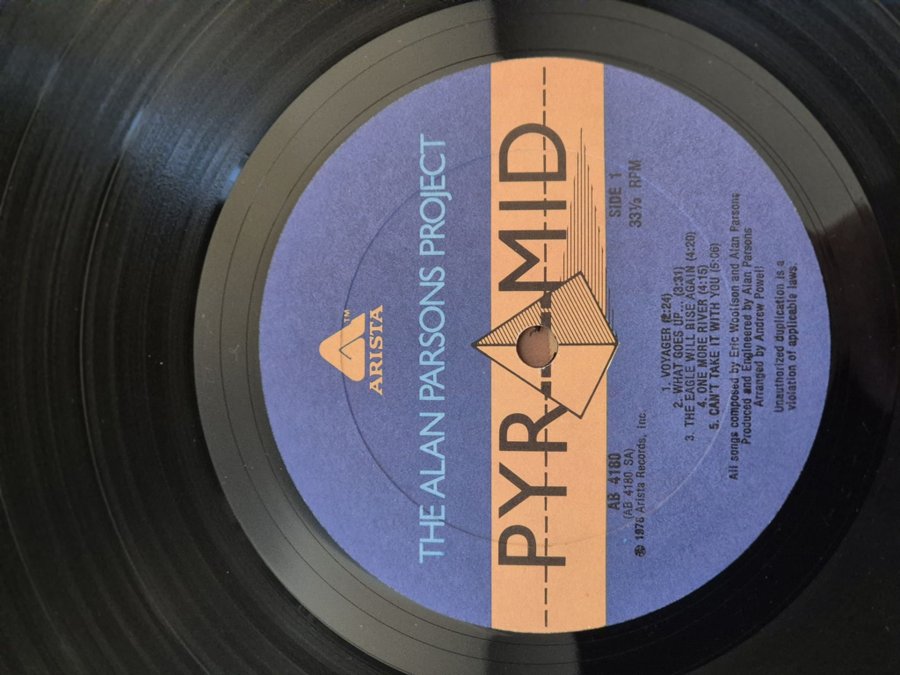 ™
ARISTA
THE ALAN PARSONS PROJECT
PYRAMID
AB 4180
(AB 4180 SA)
℗ 1978 Arista Records, Inc.
SIDE 1
33⅓ RPM
1. VOYAGER (2:24)
2. WHAT GOES UP... (3:31)
3. THE EAGLE WILL RISE AGAIN (4:20)
4. ONE MORE RIVER (4:15)
5. CAN'T TAKE IT WITH YOU (5:06)
All songs composed by Eric Woolfson and Alan Parsons
Produced and Engineered by Alan Parsons
Arranged by Andrew Powell
Unauthorized duplication is a
violation of applicable laws.